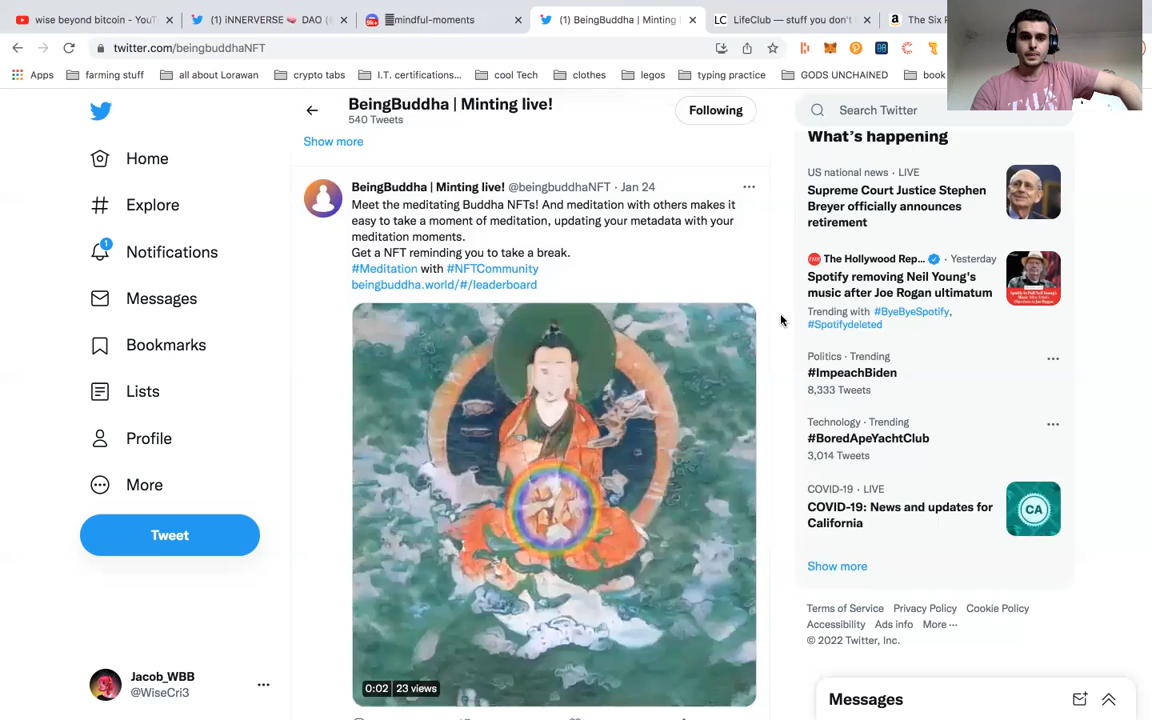 wise beyond bitcoin - YouT
(1) iNNERVERSE DAO (
mindful-moments
(1) BeingBuddha | Minting l
LC LifeClub — stuff you don't
The Six P
twitter.com/beingbuddhaNFT
Apps
farming stuff
all about Lorawan
crypto tabs
I.T. certifications...
cool Tech
clothes
legos
typing practice
GODS UNCHAINED
book
Home
Explore
Notifications
1
Messages
Bookmarks
Lists
Profile
More
Tweet
Jacob_WBB
@WiseCri3
BeingBuddha | Minting live!
540 Tweets
Following
Show more
BeingBuddha | Minting live! @beingbuddhaNFT · Jan 24
Meet the meditating Buddha NFTs! And meditation with others makes it
easy to take a moment of meditation, updating your metadata with your
meditation moments.
Get a NFT reminding you to take a break.
#Meditation with #NFTCommunity
beingbuddha.world/#/leaderboard
0:02 23 views
Search Twitter
What's happening
US national news · LIVE
Supreme Court Justice Stephen
Breyer officially announces
retirement
The Hollywood Rep... · Yesterday
Spotify removing Neil Young's
music after Joe Rogan ultimatum
Trending with #ByeByeSpotify,
#Spotifydeleted
Politics · Trending
#ImpeachBiden
8,333 Tweets
Technology · Trending
#BoredApeYachtClub
3,014 Tweets
COVID-19 · LIVE
COVID-19: News and updates for
California
CA
Show more
Terms of Service Privacy Policy Cookie Policy
Accessibility Ads info More ···
© 2022 Twitter, Inc.
Messages